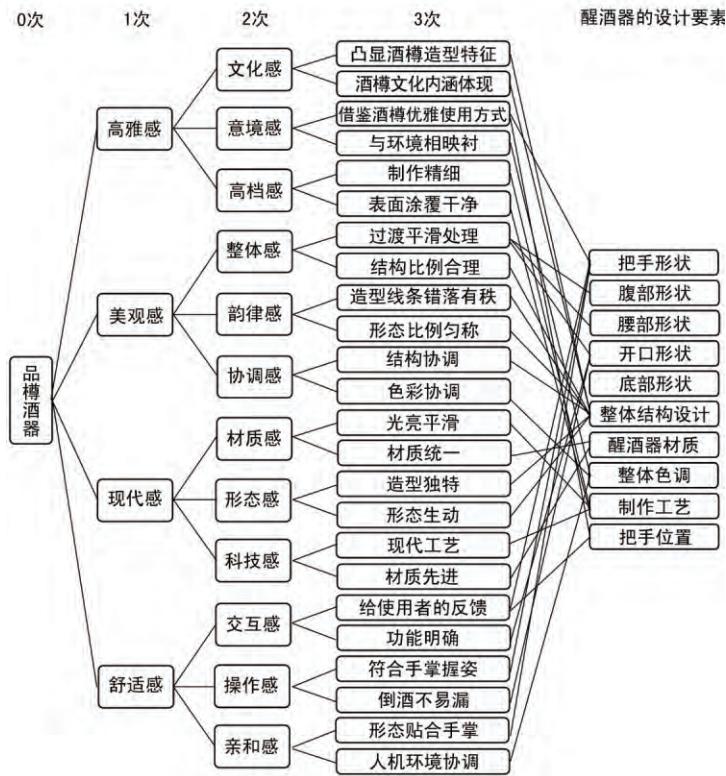 0次
1次
2次
3次
醒酒器的设计要素
品樽酒器
高雅感
美观感
现代感
舒适感
文化感
意境感
高档感
整体感
韵律感
协调感
材质感
形态感
科技感
交互感
操作感
亲和感
凸显酒樽造型特征
酒樽文化内涵体现
借鉴酒樽优雅使用方式
与环境相映衬
制作精细
表面涂覆干净
过渡平滑处理
结构比例合理
造型线条错落有秩
形态比例匀称
结构协调
色彩协调
光亮平滑
材质统一
造型独特
形态生动
现代工艺
材质先进
给使用者的反馈
功能明确
符合手掌握姿
倒酒不易漏
形态贴合手掌
人机环境协调
把手形状
腹部形状
腰部形状
开口形状
底部形状
整体结构设计
醒酒器材质
整体色调
制作工艺
把手位置